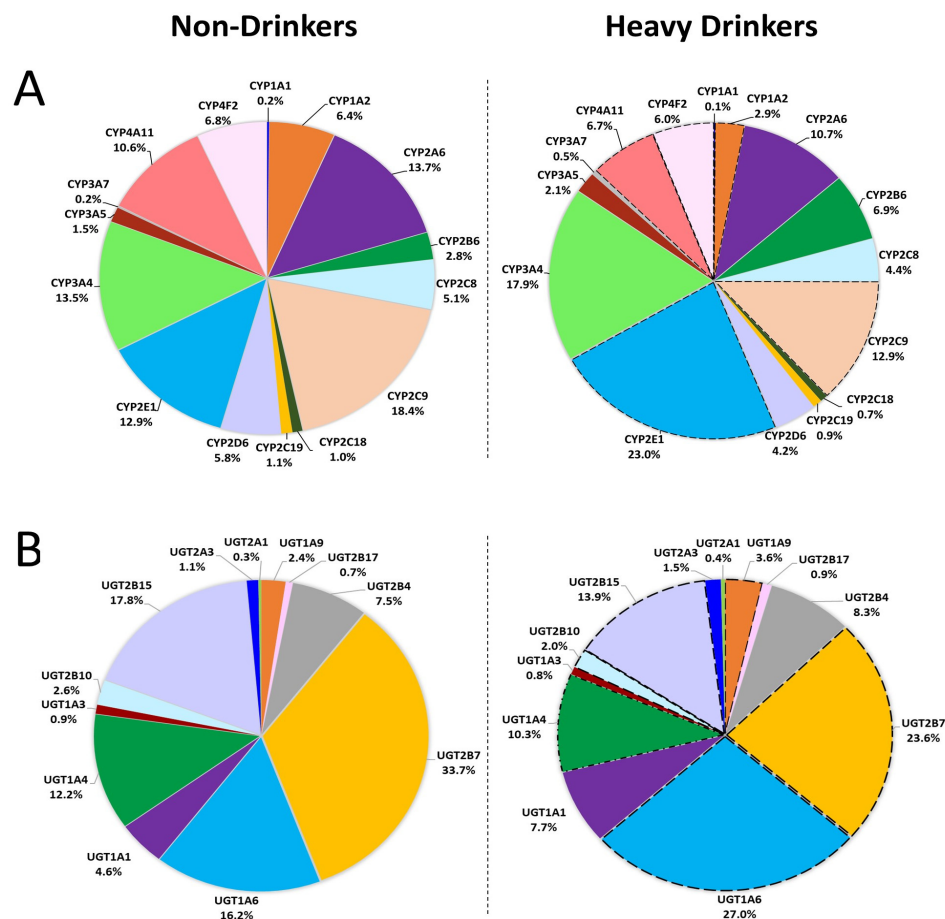 Non-Drinkers
Heavy Drinkers
A
CYP1A1
0.2%
CYP1A2
6.4%
CYP2A6
13.7%
CYP2B6
2.8%
CYP2C8
5.1%
CYP2C9
18.4%
CYP2C18
1.0%
CYP2C19
1.1%
CYP2D6
5.8%
CYP2E1
12.9%
CYP3A4
13.5%
CYP3A5
1.5%
CYP3A7
0.2%
CYP4A11
10.6%
CYP4F2
6.8%
CYP1A1
0.1%
CYP1A2
2.9%
CYP2A6
10.7%
CYP2B6
6.9%
CYP2C8
4.4%
CYP2C9
12.9%
CYP2C18
0.7%
CYP2C19
0.9%
CYP2D6
4.2%
CYP2E1
23.0%
CYP3A4
17.9%
CYP3A5
2.1%
CYP3A7
0.5%
CYP4A11
6.7%
CYP4F2
6.0%
B
UGT2A1
0.3%
UGT1A9
2.4%
UGT2B17
0.7%
UGT2B4
7.5%
UGT2B7
33.7%
UGT1A6
16.2%
UGT1A1
4.6%
UGT1A4
12.2%
UGT1A3
0.9%
UGT2B10
2.6%
UGT2B15
17.8%
UGT2A3
1.1%
UGT2A1
0.4%
UGT1A9
3.6%
UGT2B17
0.9%
UGT2B4
8.3%
UGT2B7
23.6%
UGT1A6
27.0%
UGT1A1
7.7%
UGT1A4
10.3%
UGT1A3
0.8%
UGT2B10
2.0%
UGT2B15
13.9%
UGT2A3
1.5%